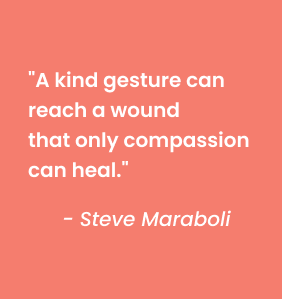 "A kind gesture can
reach a wound
that only compassion
can heal."
- Steve Maraboli